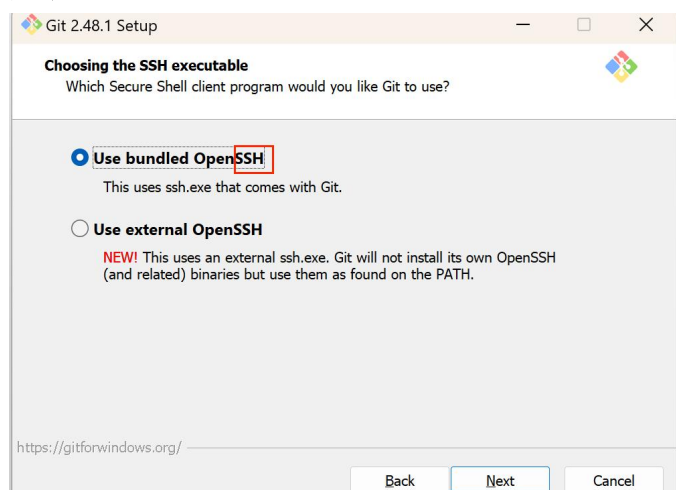 Git 2.48.1 Setup
Choosing the SSH executable
Which Secure Shell client program would you like Git to use?
Use bundled OpenSSH
This uses ssh.exe that comes with Git.
Use external OpenSSH
NEW! This uses an external ssh.exe. Git will not install its own OpenSSH
(and related) binaries but use them as found on the PATH.
https://gitforwindows.org/
Back Next Cancel